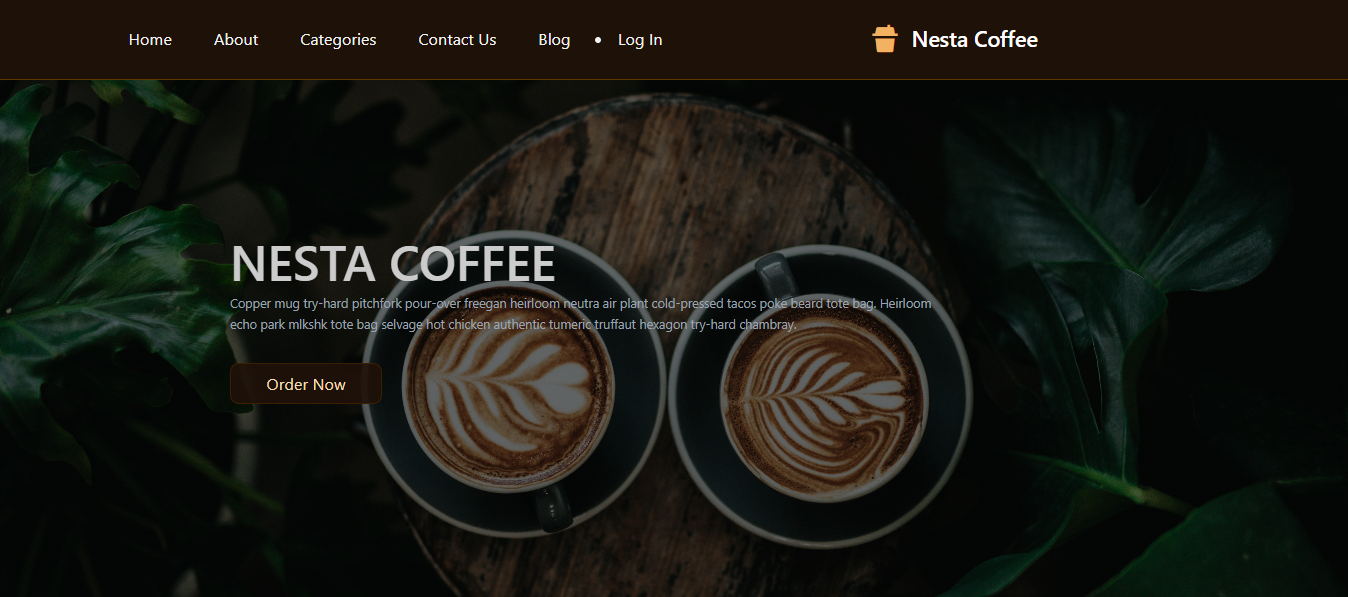 Home About Categories Contact Us Blog • Log In Nesta Coffee
NESTA COFFEE
Copper mug try-hard pitchfork pour-over freegan heirloom neutra air plant cold-pressed tacos poke beard tote bag. Heirloom
echo park mlkshk tote bag selvage hot chicken authentic tumeric truffaut hexagon try-hard chambray.
Order Now